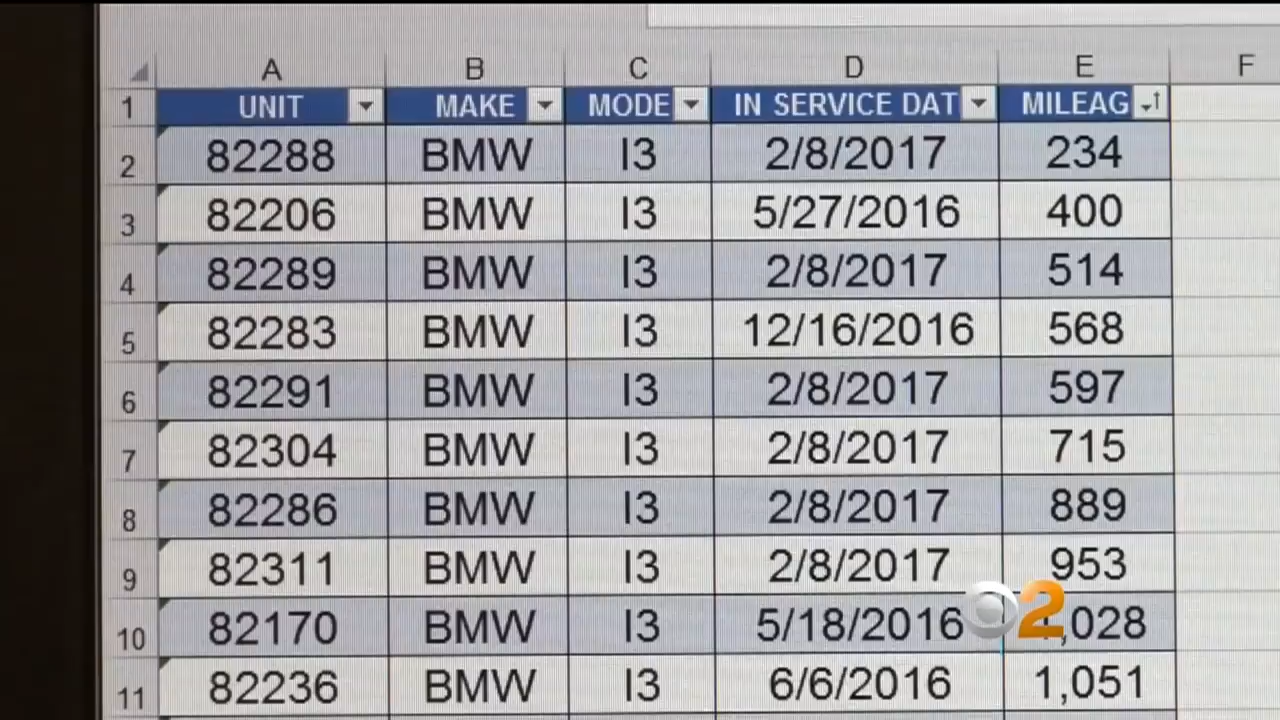 A B C D E F
1 UNIT MAKE MODE IN SERVICE DAT MILEAG
2 82288 BMW I3 2/8/2017 234
3 82206 BMW I3 5/27/2016 400
4 82289 BMW I3 2/8/2017 514
5 82283 BMW I3 12/16/2016 568
6 82291 BMW I3 2/8/2017 597
7 82304 BMW I3 2/8/2017 715
8 82286 BMW I3 2/8/2017 889
9 82311 BMW I3 2/8/2017 953
10 82170 BMW I3 5/18/2016 1,028
2
11 82236 BMW I3 6/6/2016 1,051